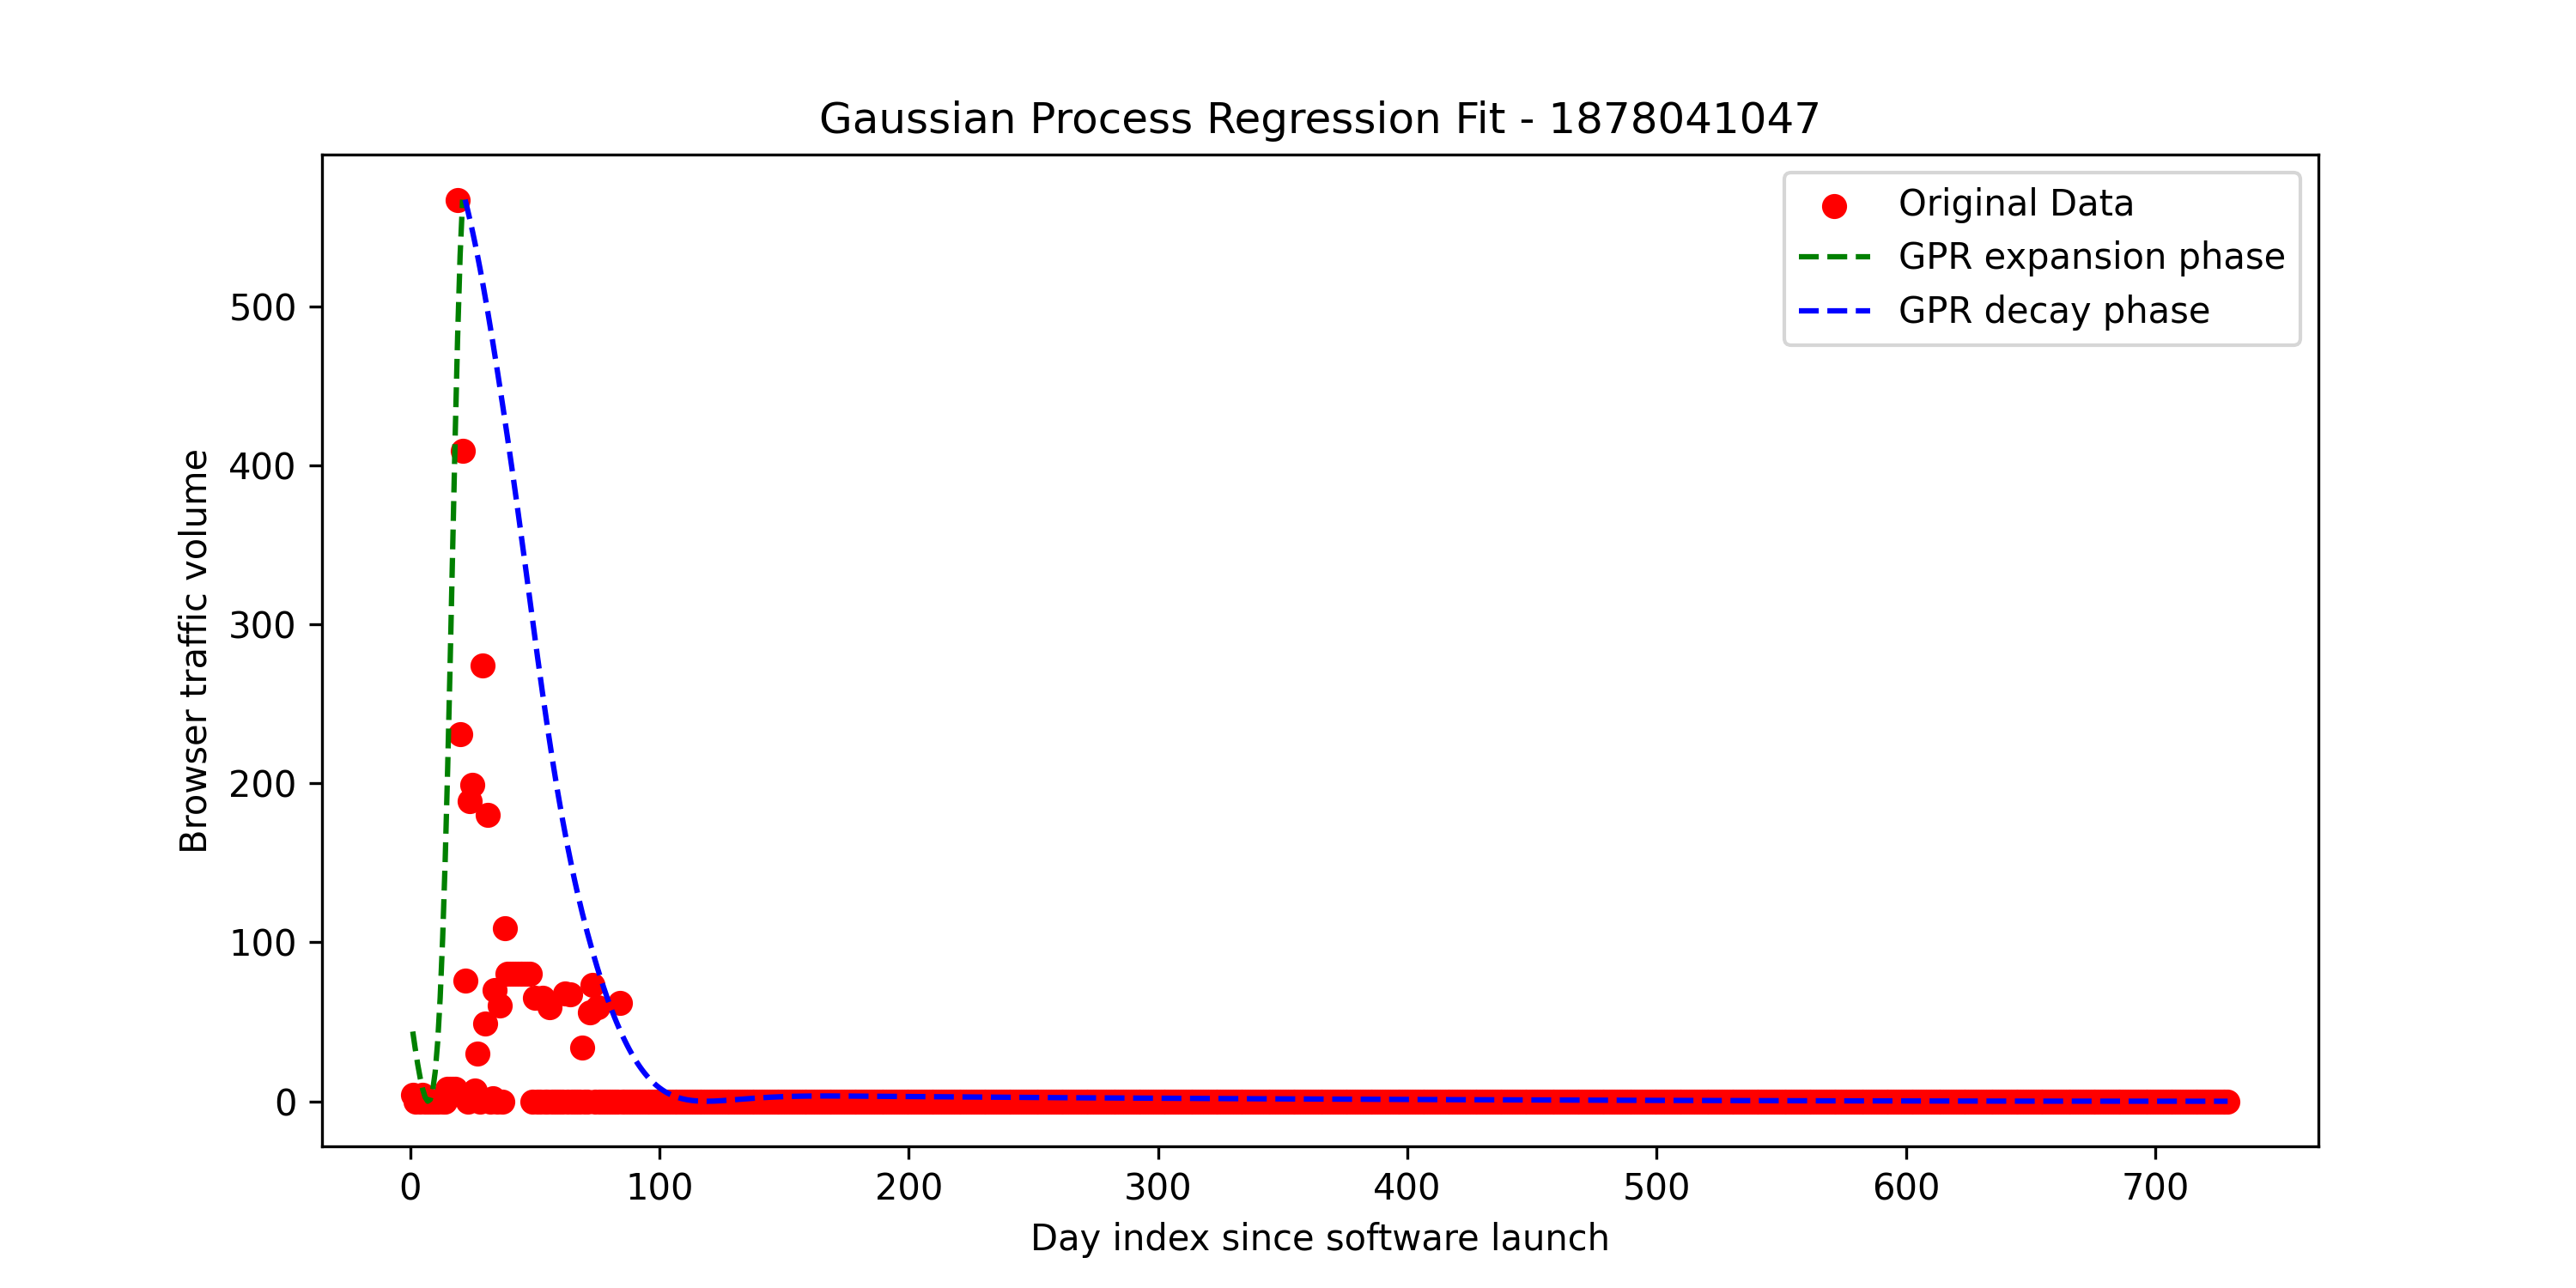 Gaussian Process Regression Fit - 1878041047
Original Data
GPR expansion phase
GPR decay phase
Browser traffic volume
500
400
300
200
100
0
0 100 200 300 400 500 600 700
Day index since software launch